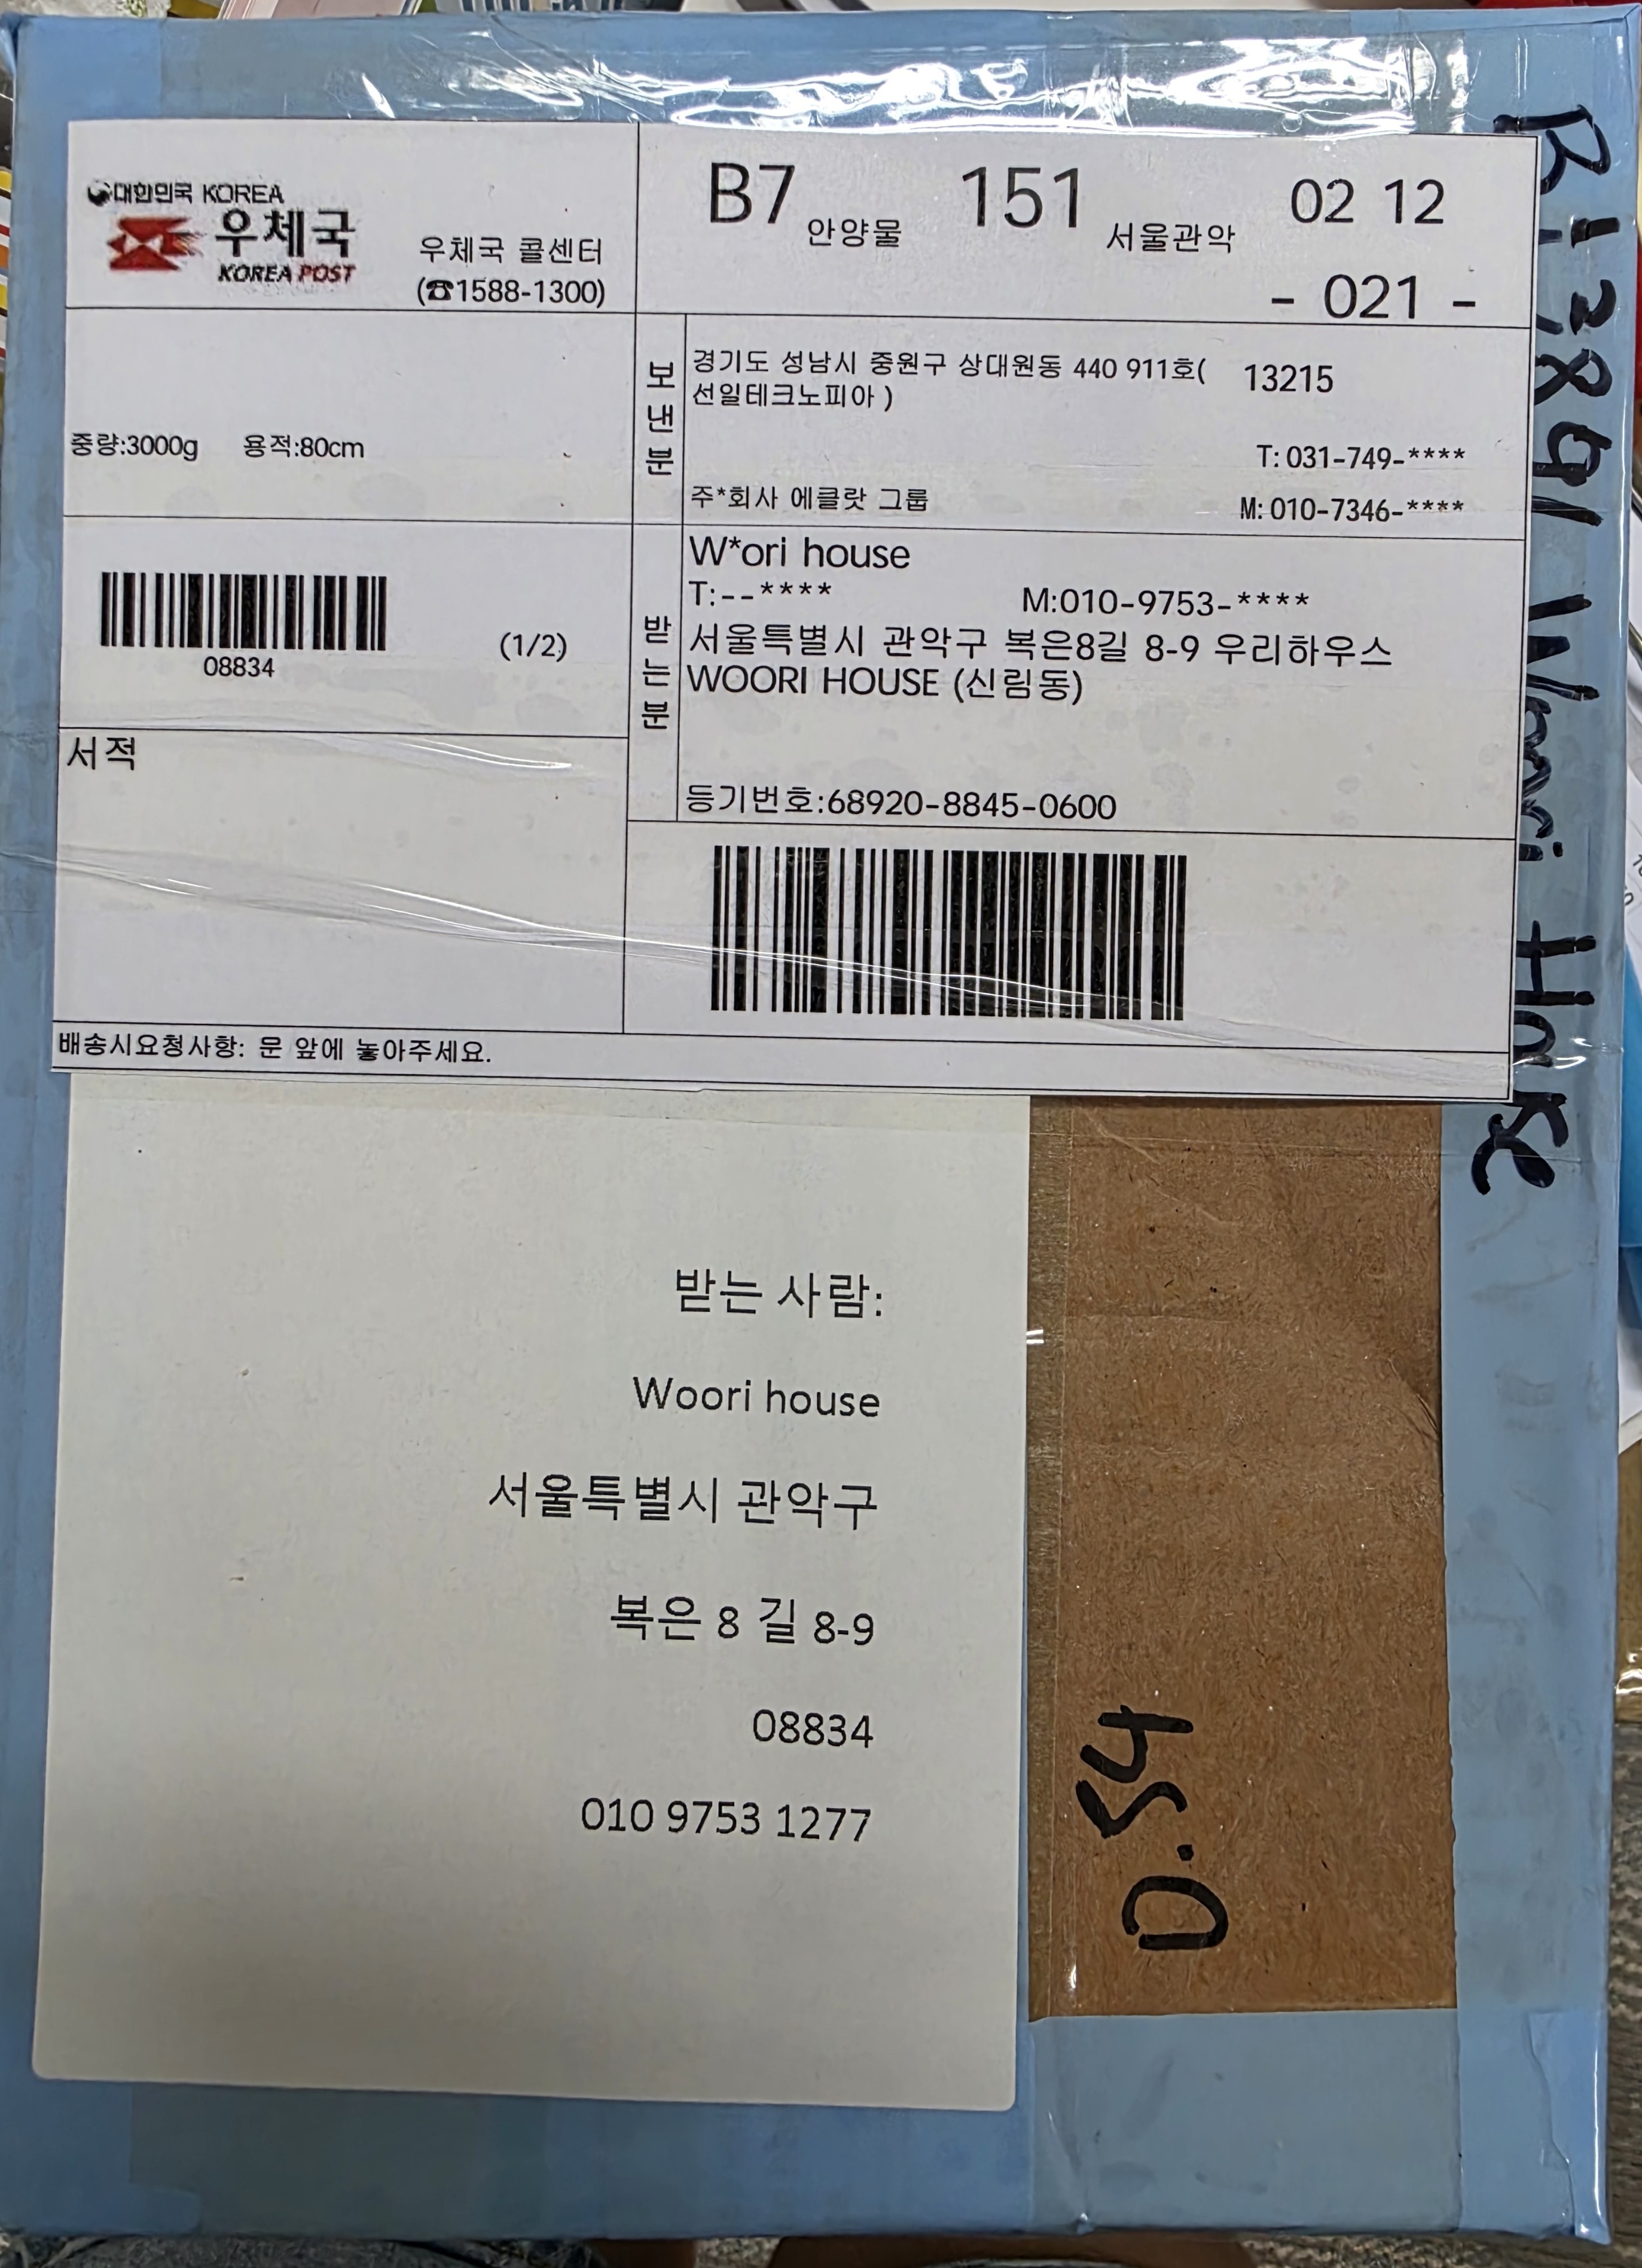 대한민국 KOREA
우체국
KOREA POST
우체국 콜센터
(☎1588-1300)
B7 안양물 151 서울관악 02 12
- 021 -
중량:3000g 용적:80cm
보낸분
경기도 성남시 중원구 상대원동 440 911호( 13215
선일테크노피아 )
T: 031-749-****
주*회사 에클랏 그룹 M: 010-7346-****
08834
(1/2)
받는분
W*ori house
T:--**** M:010-9753-****
서울특별시 관악구 복은8길 8-9 우리하우스
WOORI HOUSE (신림동)
등기번호:68920-8845-0600
서적
배송시요청사항: 문 앞에 놓아주세요.
받는 사람:
Woori house
서울특별시 관악구
복은 8 길 8-9
08834
010 9753 1277
0.54
Woori House